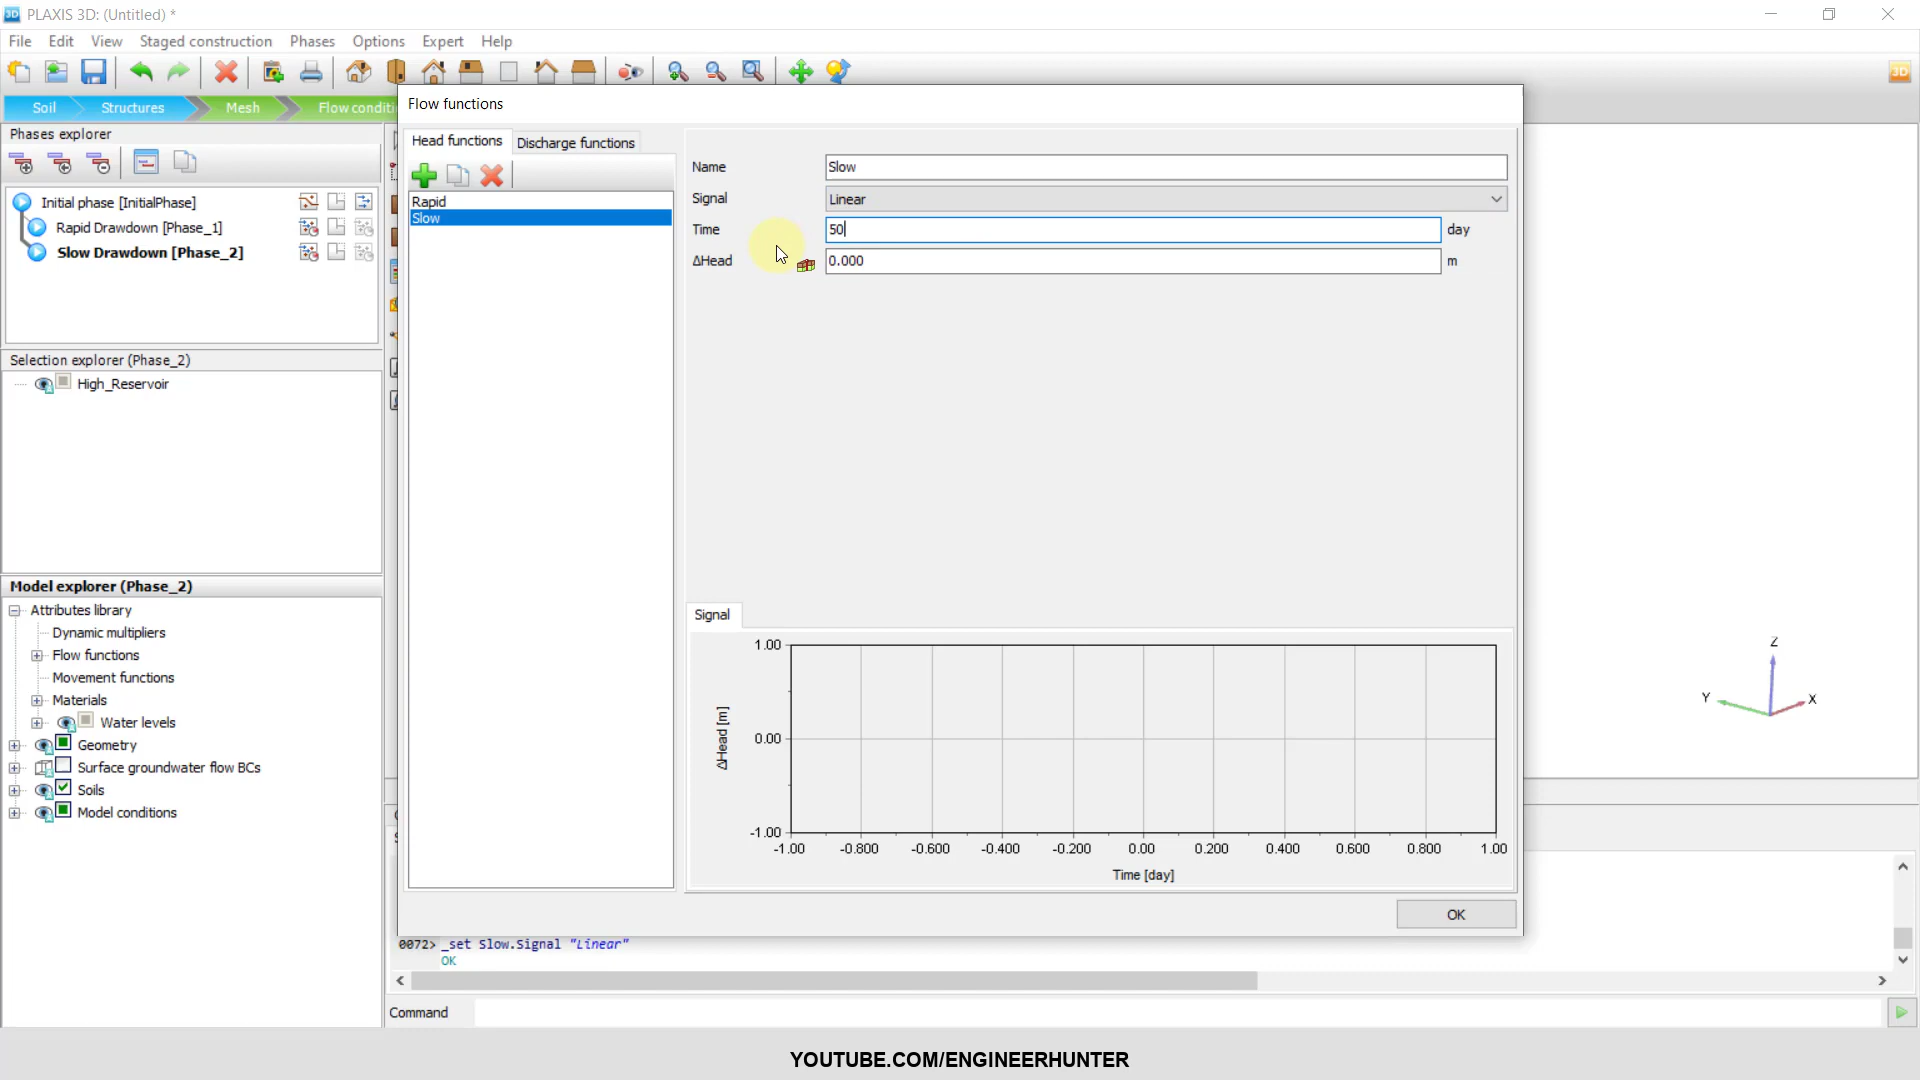 PLAXIS 3D: (Untitled) *
File Edit View Staged construction Phases Options Expert Help
Soil Structures Mesh Flow conditi
Phases explorer
Initial phase [InitialPhase]
Rapid Drawdown [Phase_1]
Slow Drawdown [Phase_2]
Selection explorer (Phase_2)
High_Reservoir
Model explorer (Phase_2)
Attributes library
Dynamic multipliers
Flow functions
Movement functions
Materials
Water levels
Geometry
Surface groundwater flow BCs
Soils
Model conditions
Flow functions
Head functions Discharge functions
Rapid
Slow
Name Slow
Signal Linear
Time 50 day
ΔHead 0.000 m
Signal
1.00
0.00
-1.00
ΔHead [m]
-1.00 -0.800 -0.600 -0.400 -0.200 0.00 0.200 0.400 0.600 0.800 1.00
Time [day]
OK
Z
Y X
3D
0072> _set Slow.Signal "Linear"
OK
Command
YOUTUBE.COM/ENGINEERHUNTER